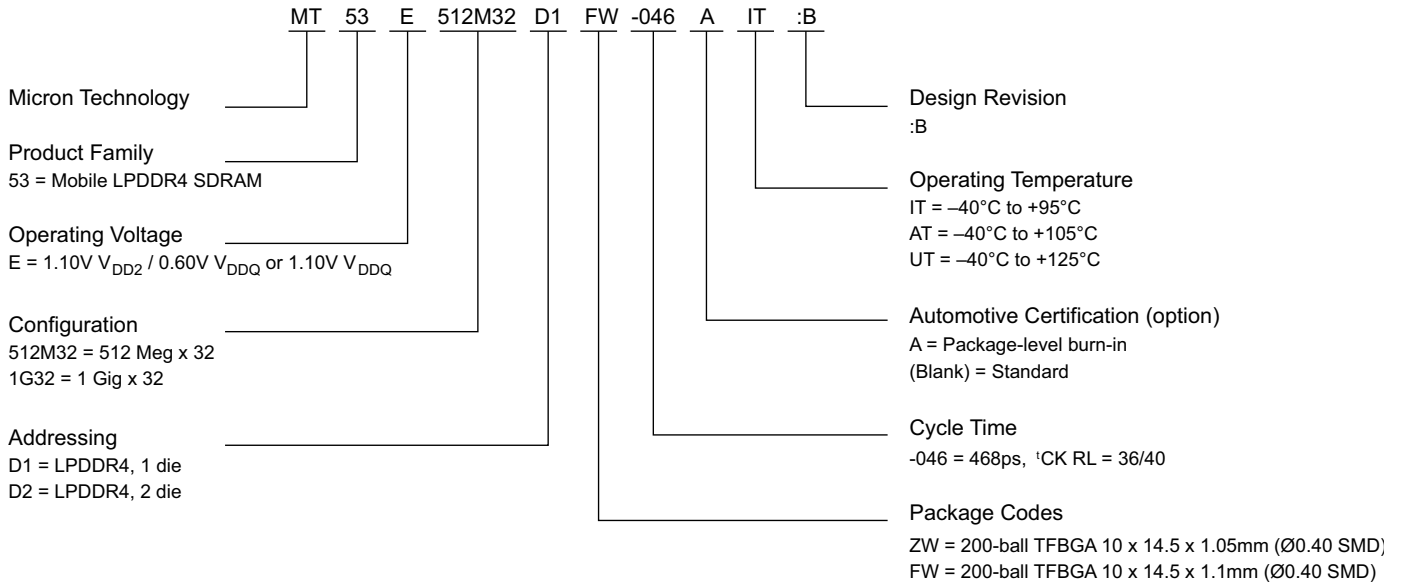 MT 53 E 512M32 D1 FW -046 A IT :B
Micron Technology
Product Family
53 = Mobile LPDDR4 SDRAM
Operating Voltage
E = 1.10V VDD2 / 0.60V VDDQ or 1.10V VDDQ
Configuration
512M32 = 512 Meg x 32
1G32 = 1 Gig x 32
Addressing
D1 = LPDDR4, 1 die
D2 = LPDDR4, 2 die
Design Revision
:B
Operating Temperature
IT = –40°C to +95°C
AT = –40°C to +105°C
UT = –40°C to +125°C
Automotive Certification (option)
A = Package-level burn-in
(Blank) = Standard
Cycle Time
-046 = 468ps, tCK RL = 36/40
Package Codes
ZW = 200-ball TFBGA 10 x 14.5 x 1.05mm (Ø0.40 SMD)
FW = 200-ball TFBGA 10 x 14.5 x 1.1mm (Ø0.40 SMD)